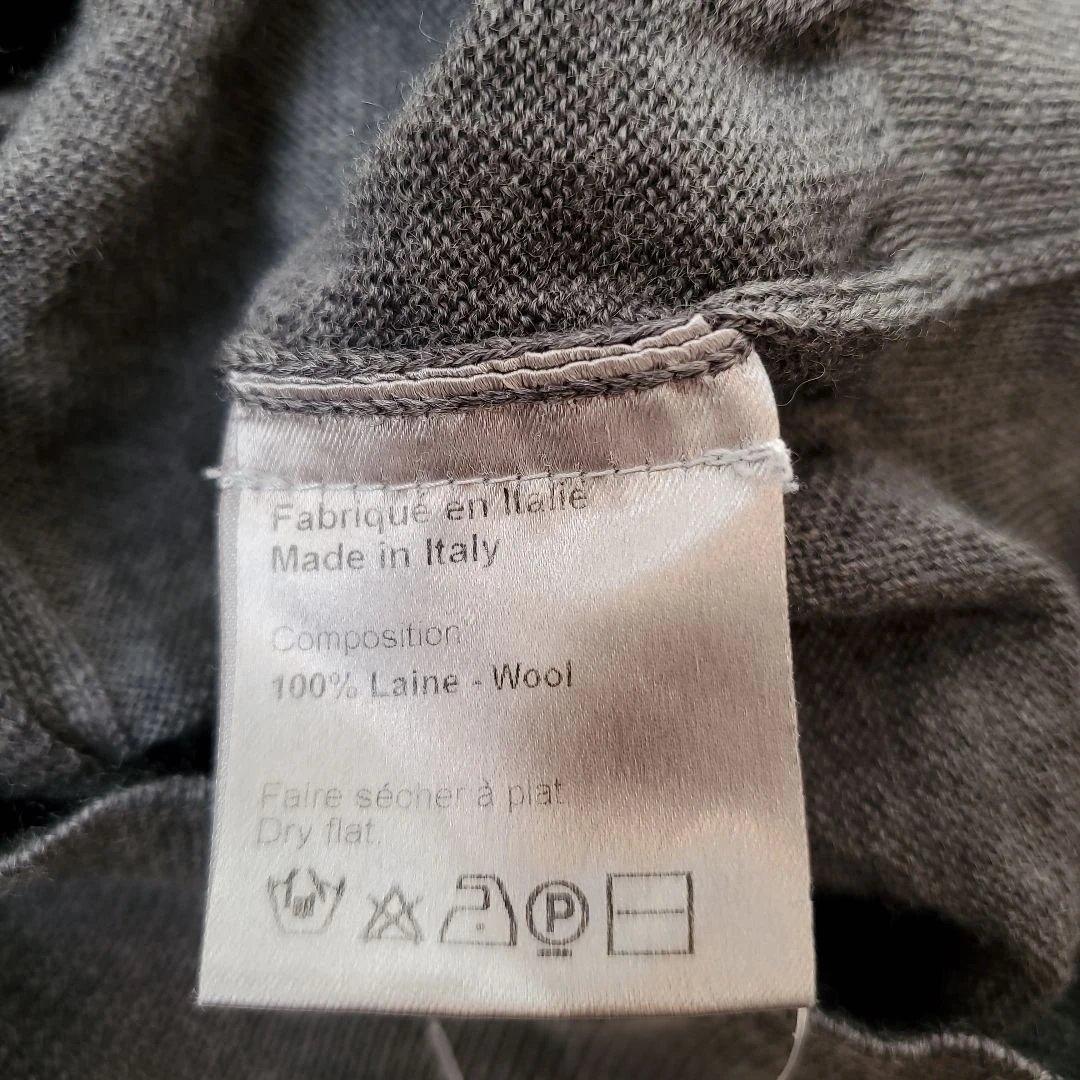 Fabriqué en Italie
Made in Italy
Composition
100% Laine - Wool
Faire sécher à plat.
Dry flat.
P